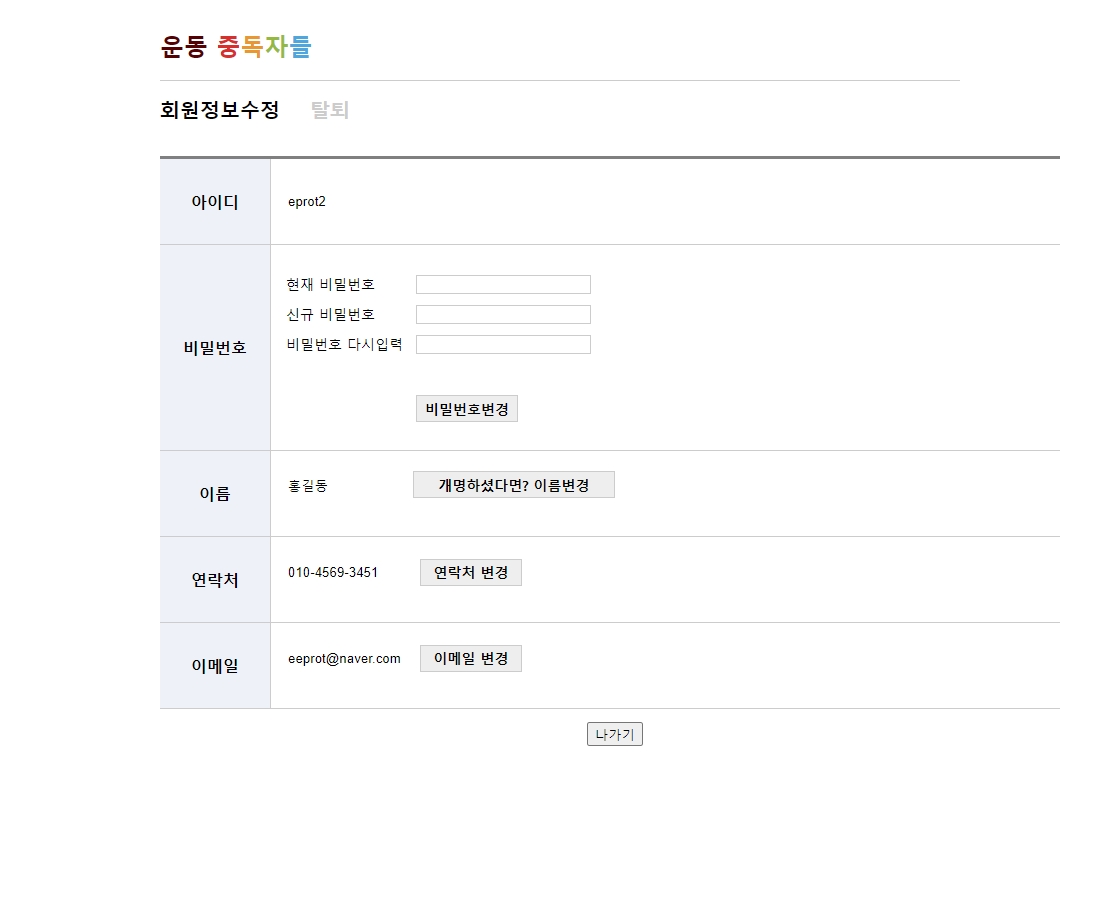 운동 중독자들
회원정보수정 탈퇴
아이디 eprot2
현재 비밀번호
신규 비밀번호
비밀번호 다시입력
비밀번호
비밀번호변경
이름 홍길동 개명하셨다면? 이름변경
연락처 010-4569-3451 연락처 변경
이메일 eeprot@naver.com 이메일 변경
나가기